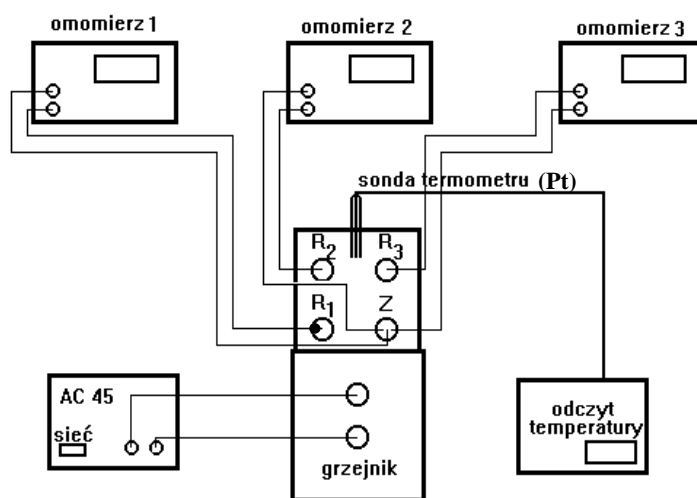 omomierz 1
omomierz 2
omomierz 3
sonda termometru (Pt)
R2
R3
R1
Z
AC 45
sieć
grzejnik
odczyt
temperatury